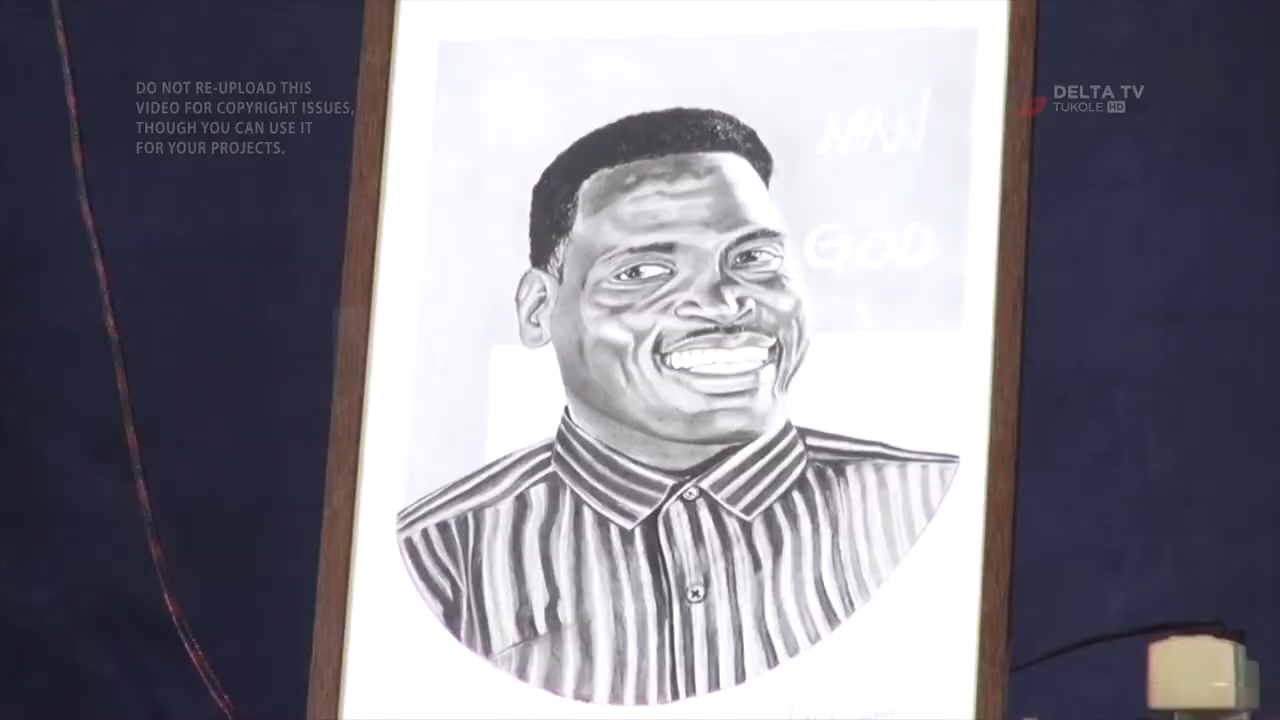 DO NOT RE-UPLOAD THIS
VIDEO FOR COPYRIGHT ISSUES,
THOUGH YOU CAN USE IT
FOR YOUR PROJECTS.
DELTA TV
TUKOLE HD
MAN
GOD